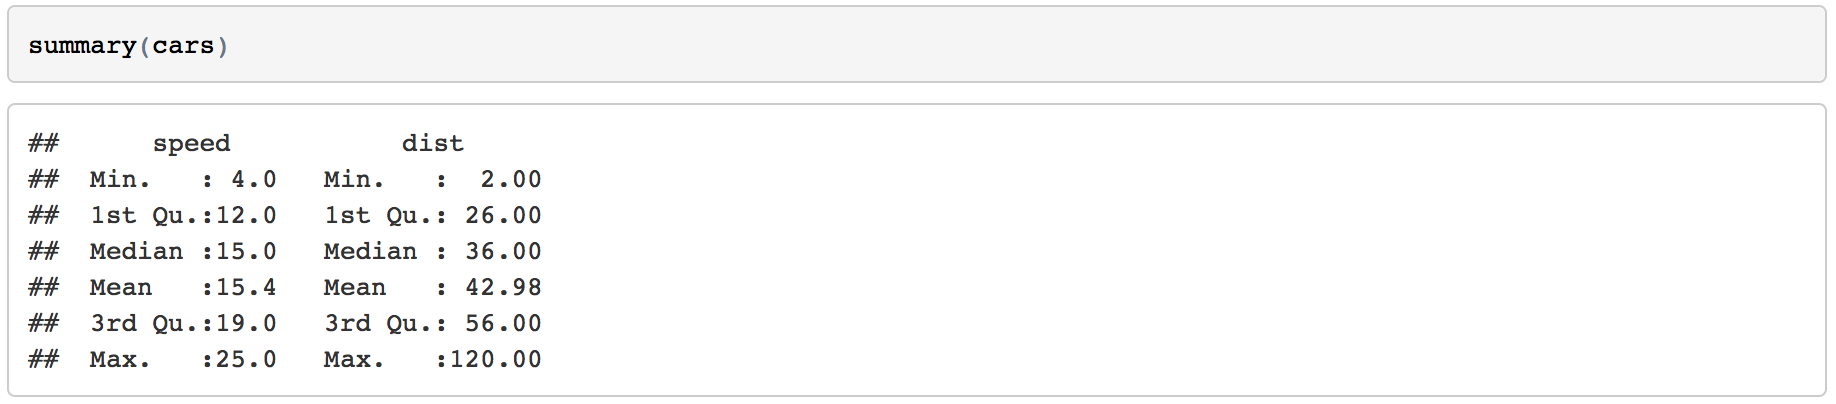 summary(cars)
##      speed           dist
##  Min.   : 4.0   Min.   :  2.00
##  1st Qu.:12.0   1st Qu.: 26.00
##  Median :15.0   Median : 36.00
##  Mean   :15.4   Mean   : 42.98
##  3rd Qu.:19.0   3rd Qu.: 56.00
##  Max.   :25.0   Max.   :120.00